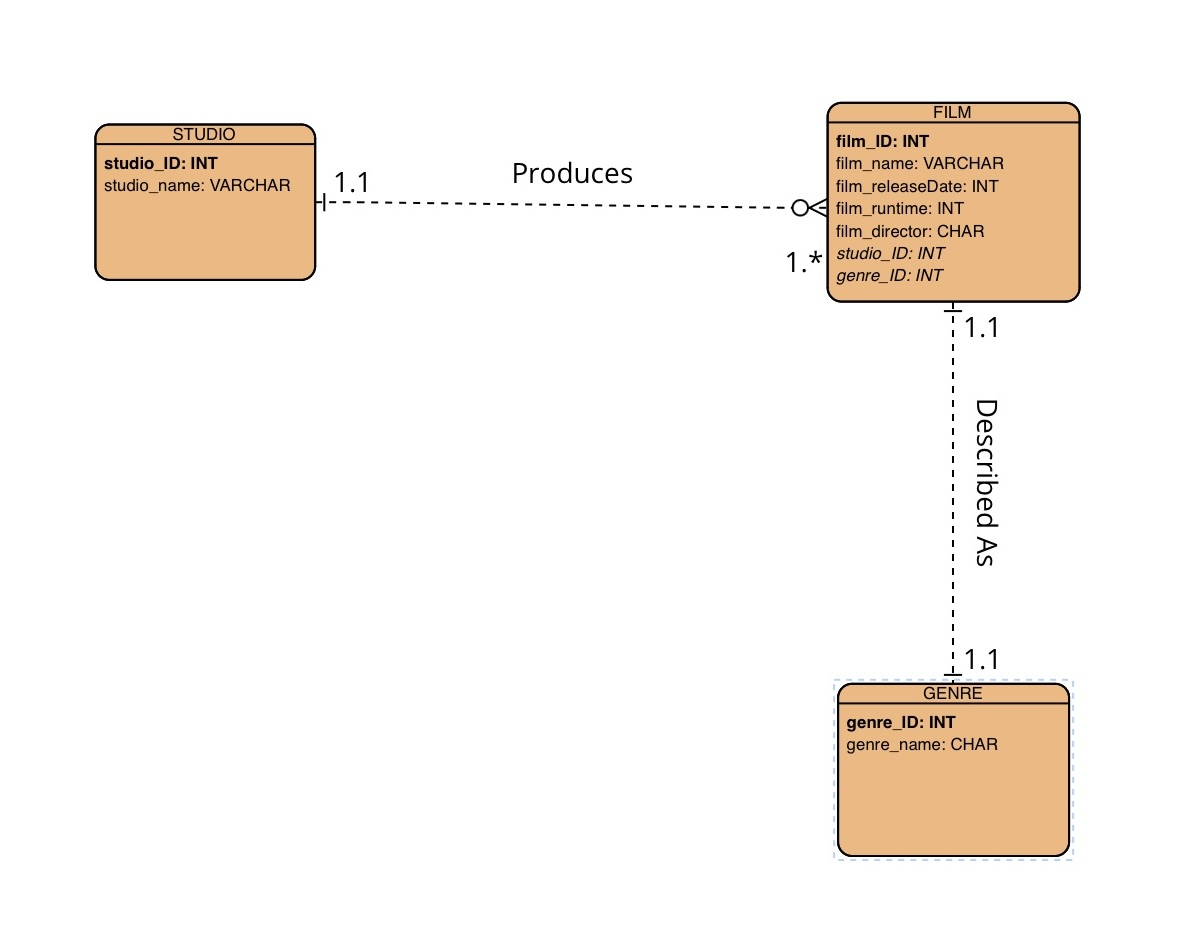 STUDIO
studio_ID: INT
studio_name: VARCHAR
1.1
Produces
1.*
FILM
film_ID: INT
film_name: VARCHAR
film_releaseDate: INT
film_runtime: INT
film_director: CHAR
studio_ID: INT
genre_ID: INT
1.1
Described As
1.1
GENRE
genre_ID: INT
genre_name: CHAR